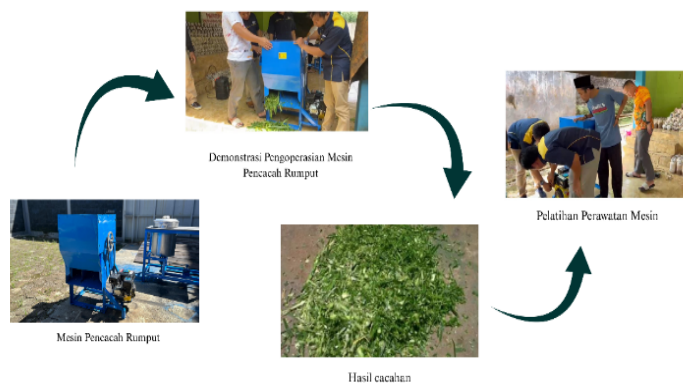 Demonstrasi Pengoperasian Mesin
Pencacah Rumput
Pelatihan Perawatan Mesin
Mesin Pencacah Rumput
Hasil cacahan